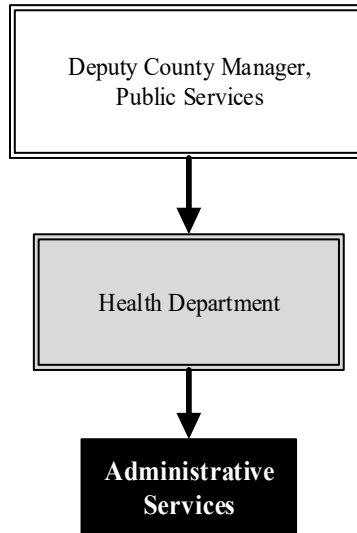 Deputy County Manager,
Public Services
Health Department
Administrative
Services